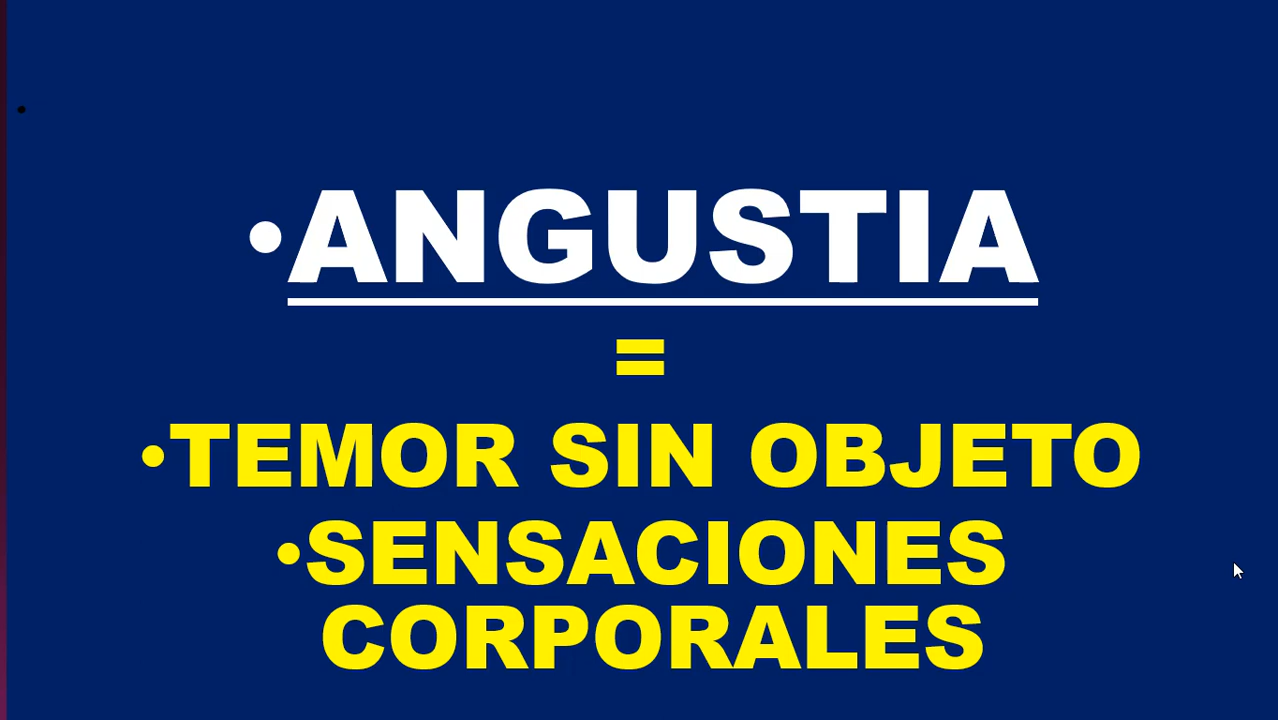 •ANGUSTIA
=
•TEMOR SIN OBJETO
•SENSACIONES
CORPORALES